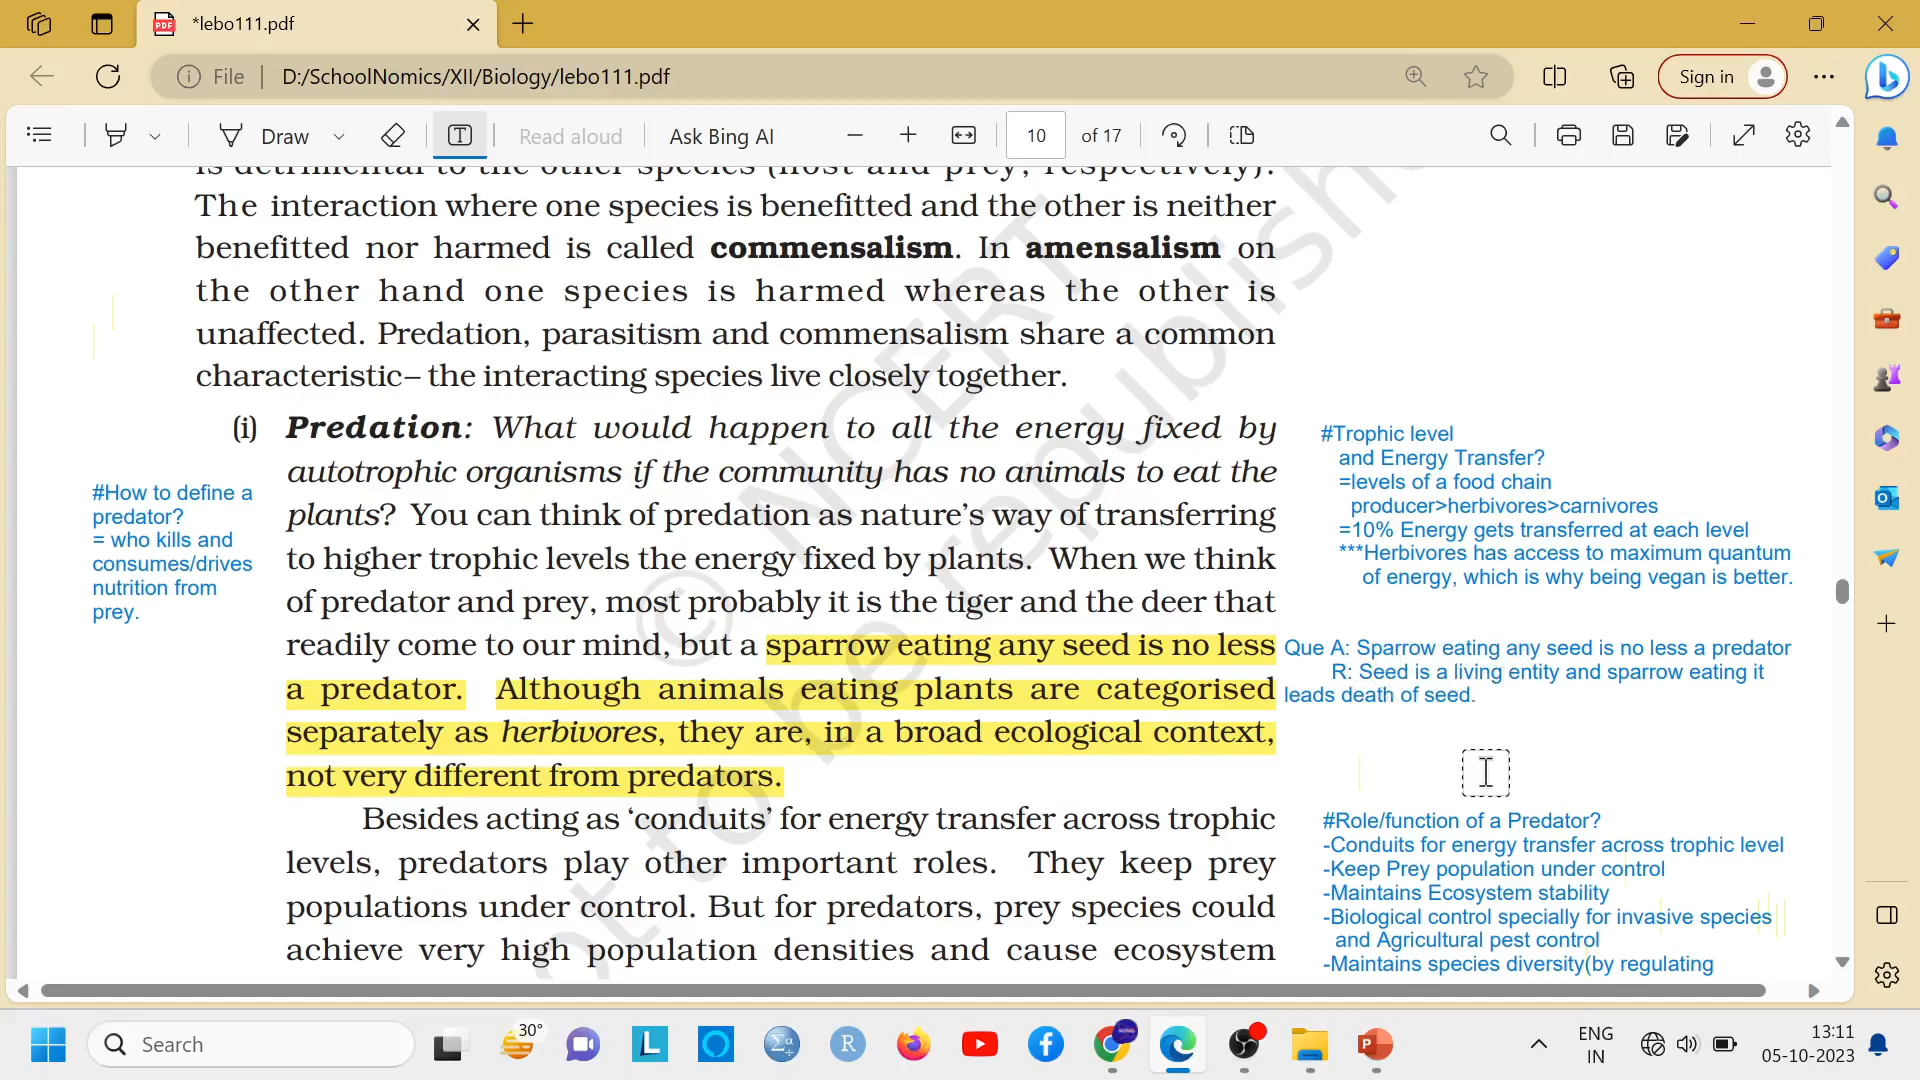 *lebo111.pdf
File
D:/SchoolNomics/XII/Biology/lebo111.pdf
Sign in
Draw
Read aloud
Ask Bing AI
10 of 17
is detrimental to the other species (host and prey, respectively).
The interaction where one species is benefitted and the other is neither
benefitted nor harmed is called commensalism. In amensalism on
the other hand one species is harmed whereas the other is
unaffected. Predation, parasitism and commensalism share a common
characteristic– the interacting species live closely together.
(i) Predation: What would happen to all the energy fixed by
autotrophic organisms if the community has no animals to eat the
plants? You can think of predation as nature's way of transferring
to higher trophic levels the energy fixed by plants. When we think
of predator and prey, most probably it is the tiger and the deer that
readily come to our mind, but a sparrow eating any seed is no less
a predator. Although animals eating plants are categorised
separately as herbivores, they are, in a broad ecological context,
not very different from predators.
Besides acting as ‘conduits’ for energy transfer across trophic
levels, predators play other important roles. They keep prey
populations under control. But for predators, prey species could
achieve very high population densities and cause ecosystem
#How to define a
predator?
= who kills and
consumes/drives
nutrition from
prey.
#Trophic level
and Energy Transfer?
=levels of a food chain
producer>herbivores>carnivores
=10% Energy gets transferred at each level
***Herbivores has access to maximum quantum
of energy, which is why being vegan is better.
Que A: Sparrow eating any seed is no less a predator
R: Seed is a living entity and sparrow eating it
leads death of seed.
#Role/function of a Predator?
-Conduits for energy transfer across trophic level
-Keep Prey population under control
-Maintains Ecosystem stability
-Biological control specially for invasive species
and Agricultural pest control
-Maintains species diversity(by regulating
© NCERT
not to be republish
Search
30°
ENG
IN
13:11
05-10-2023